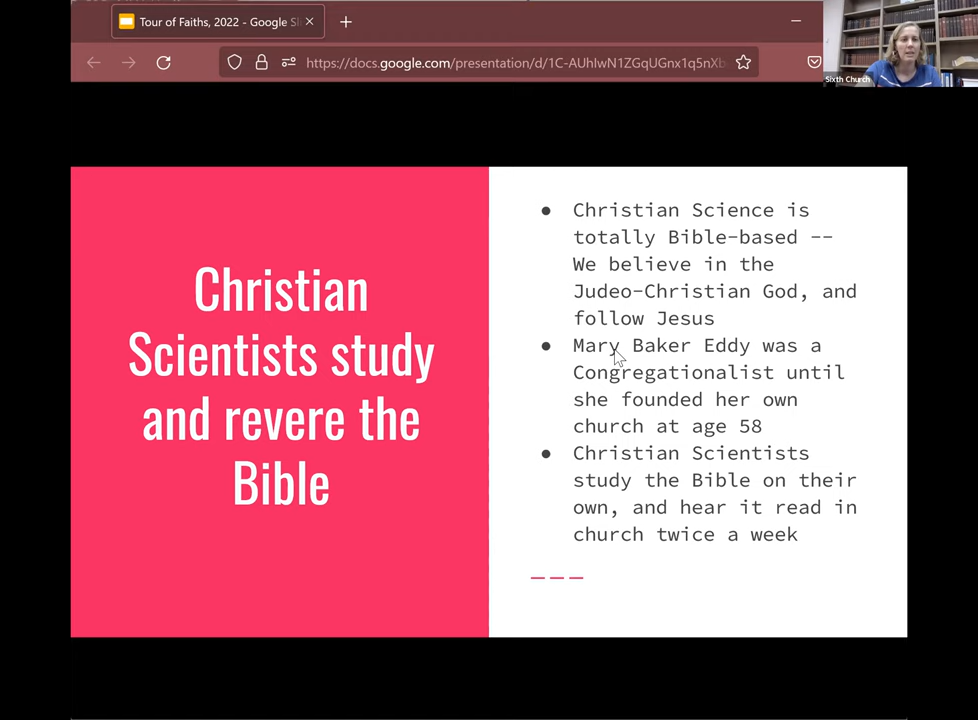 Tour of Faiths, 2022 - Google Sl
https://docs.google.com/presentation/d/1C-AUhIwN1ZGqUGnx1q5nXb
Sixth Church
Christian
Scientists study
and revere the
Bible
● Christian Science is
totally Bible-based --
We believe in the
Judeo-Christian God, and
follow Jesus
● Mary Baker Eddy was a
Congregationalist until
she founded her own
church at age 58
● Christian Scientists
study the Bible on their
own, and hear it read in
church twice a week